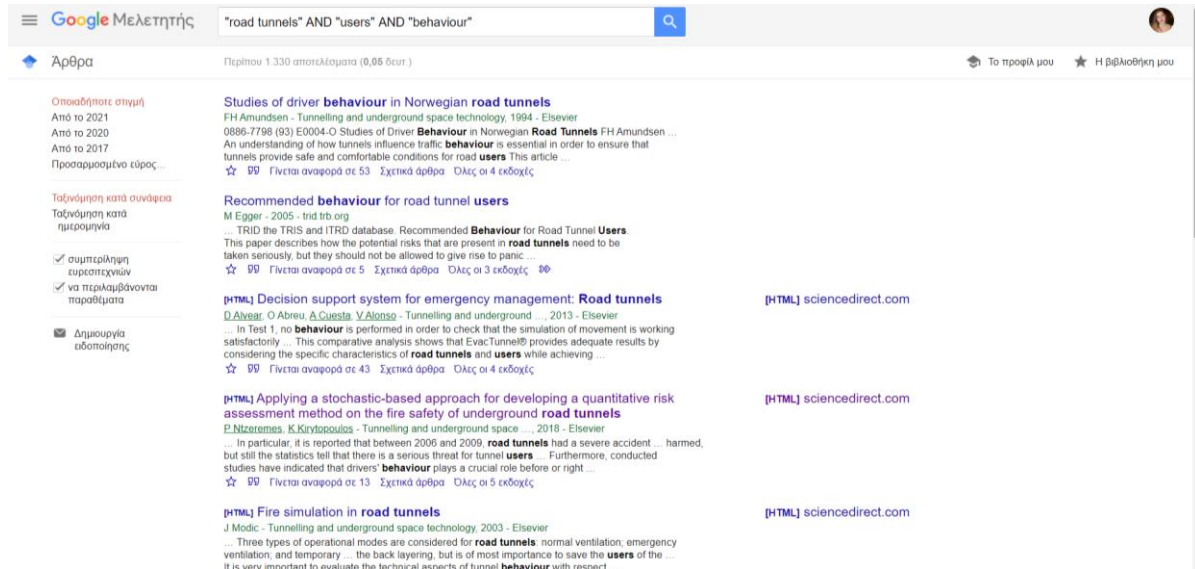 Google Μελετητής
"road tunnels" AND "users" AND "behaviour"
Άρθρα
Περίπου 1.330 αποτελέσματα (0,05 δευτ.)
Το προφίλ μου
Η βιβλιοθήκη μου
Οποιαδήποτε στιγμή
Από το 2021
Από το 2020
Από το 2017
Προσαρμοσμένο εύρος...
Ταξινόμηση κατά συνάφεια
Ταξινόμηση κατά
ημερομηνία
συμπερίληψη
ευρεσιτεχνιών
να περιλαμβάνονται
παραθέματα
Δημιουργία
ειδοποίησης
Studies of driver behaviour in Norwegian road tunnels
FH Amundsen - Tunnelling and underground space technology, 1994 - Elsevier
0886-7798 (93) E0004-O Studies of Driver Behaviour in Norwegian Road Tunnels FH Amundsen ...
An understanding of how tunnels influence traffic behaviour is essential in order to ensure that
tunnels provide safe and comfortable conditions for road users This article ...
Γίνεται αναφορά σε 53 Σχετικά άρθρα Όλες οι 4 εκδοχές
Recommended behaviour for road tunnel users
M Egger - 2005 - trid.trb.org
... TRID the TRIS and ITRD database. Recommended Behaviour for Road Tunnel Users.
This paper describes how the potential risks that are present in road tunnels need to be
taken seriously, but they should not be allowed to give rise to panic ...
Γίνεται αναφορά σε 5 Σχετικά άρθρα Όλες οι 3 εκδοχές
[HTML] Decision support system for emergency management: Road tunnels
[HTML] sciencedirect.com
D Alvear, O Abreu, A Cuesta, V Alonso - Tunnelling and underground ..., 2013 - Elsevier
... In Test 1, no behaviour is performed in order to check that the simulation of movement is working
satisfactorily ... This comparative analysis shows that EvacTunnel® provides adequate results by
considering the specific characteristics of road tunnels and users while achieving ...
Γίνεται αναφορά σε 43 Σχετικά άρθρα Όλες οι 4 εκδοχές
[HTML] Applying a stochastic-based approach for developing a quantitative risk
assessment method on the fire safety of underground road tunnels
[HTML] sciencedirect.com
P Ntzeremes, K Kirytopoulos - Tunnelling and underground space ..., 2018 - Elsevier
... In particular, it is reported that between 2006 and 2009, road tunnels had a severe accident ... harmed,
but still the statistics tell that there is a serious threat for tunnel users ... Furthermore, conducted
studies have indicated that drivers' behaviour plays a crucial role before or right ...
Γίνεται αναφορά σε 13 Σχετικά άρθρα Όλες οι 5 εκδοχές
[HTML] Fire simulation in road tunnels
[HTML] sciencedirect.com
J Modic - Tunnelling and underground space technology, 2003 - Elsevier
... Three types of operational modes are considered for road tunnels: normal ventilation; emergency
ventilation; and temporary ... the back layering, but is of most importance to save the users of the ...
It is very important to evaluate the technical aspects of tunnel behaviour with respect